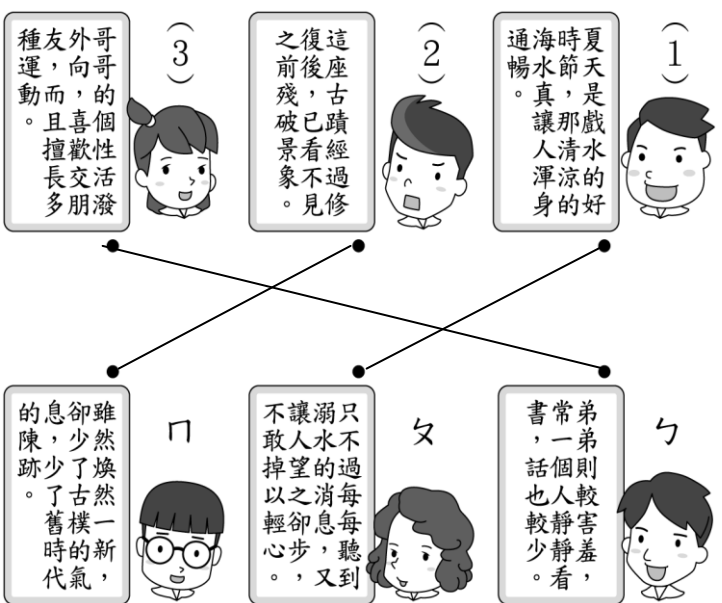 （1）
夏天是戲水的好
時節，那清涼的
海水真讓人渾身
通暢。
（2）
這座古蹟經過修
復後，已看不見
之前殘破景象。
（3）
哥哥的個性活潑
外向，喜歡交朋
友，而且擅長多
種運動。
ㄅ
弟弟則較害羞，
常一個人靜靜看
書，話也較少。
ㄆ
只不過每每聽到
溺水的消息，又
讓人望之卻步，
不敢掉以輕心。
ㄇ
雖然煥然一新，
卻少了古樸的氣
息，少了舊時代
的陳跡。